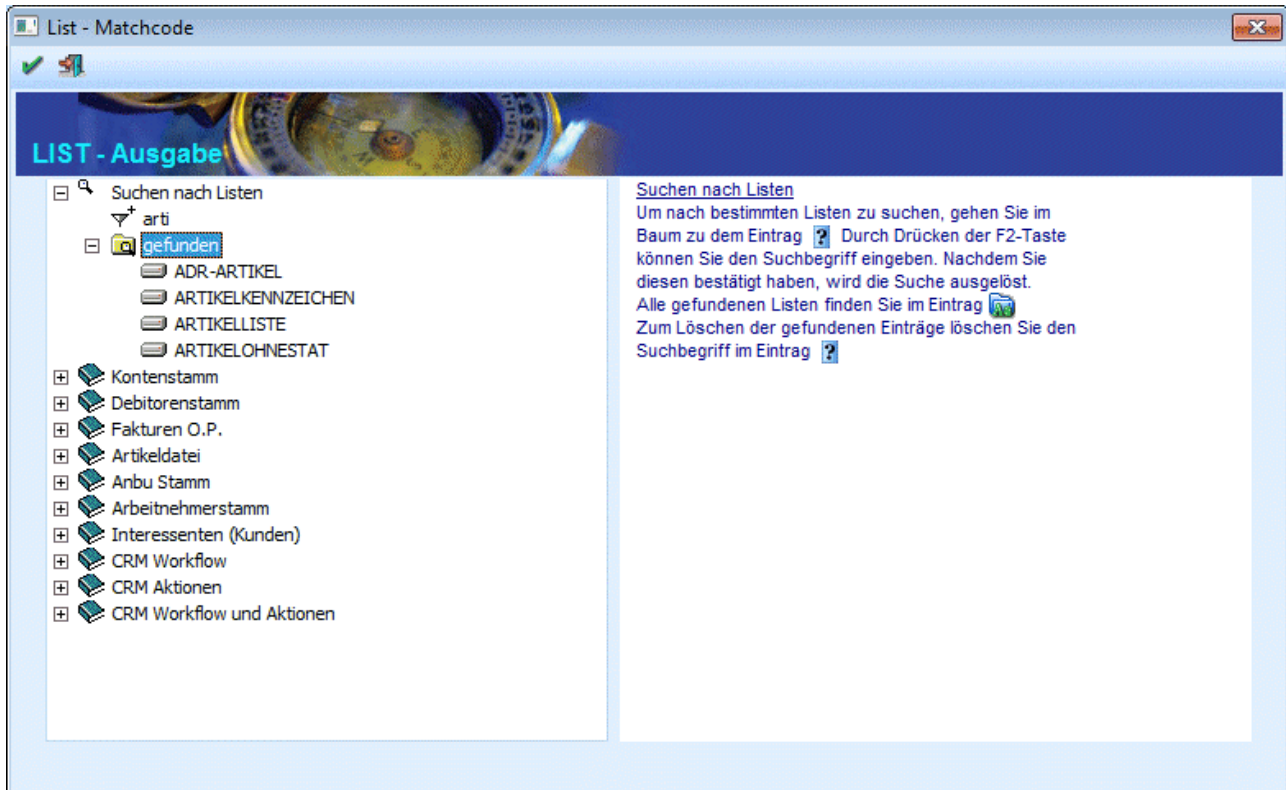 List - Matchcode
LIST - Ausgabe
Suchen nach Listen
arti
gefunden
ADR-ARTIKEL
ARTIKELKENNZEICHEN
ARTIKELLISTE
ARTIKELOHNESTAT
Kontenstamm
Debitorenstamm
Fakturen O.P.
Artikeldatei
Anbu Stamm
Arbeitnehmerstamm
Interessenten (Kunden)
CRM Workflow
CRM Aktionen
CRM Workflow und Aktionen
Suchen nach Listen
Um nach bestimmten Listen zu suchen, gehen Sie im
Baum zu dem Eintrag ? Durch Drücken der F2-Taste
können Sie den Suchbegriff eingeben. Nachdem Sie
diesen bestätigt haben, wird die Suche ausgelöst.
Alle gefundenen Listen finden Sie im Eintrag
Zum Löschen der gefundenen Einträge löschen Sie den
Suchbegriff im Eintrag ?